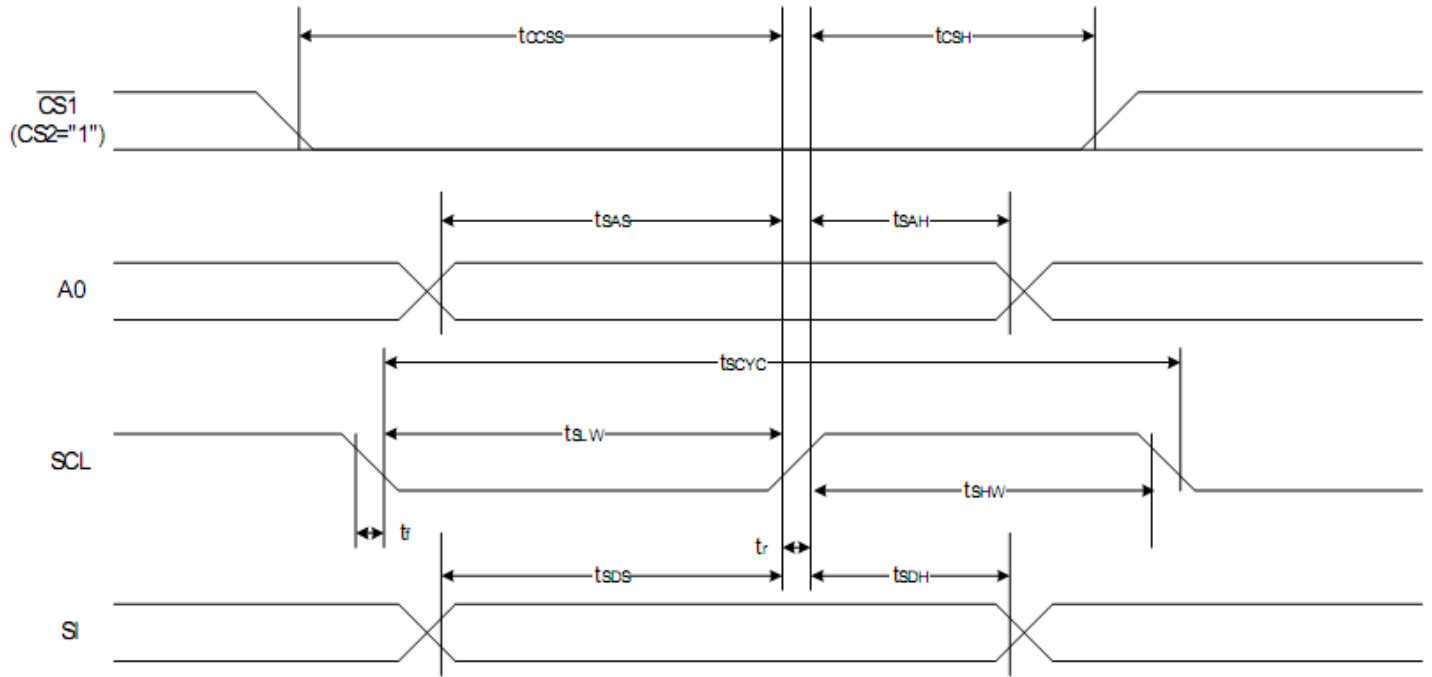 tCCSS
tCSH
CS1
(CS2="1")
tSAS
tSAH
A0
tSCYC
tSLW
SCL
tSHW
tf
tr
tSDS
tSDH
SI